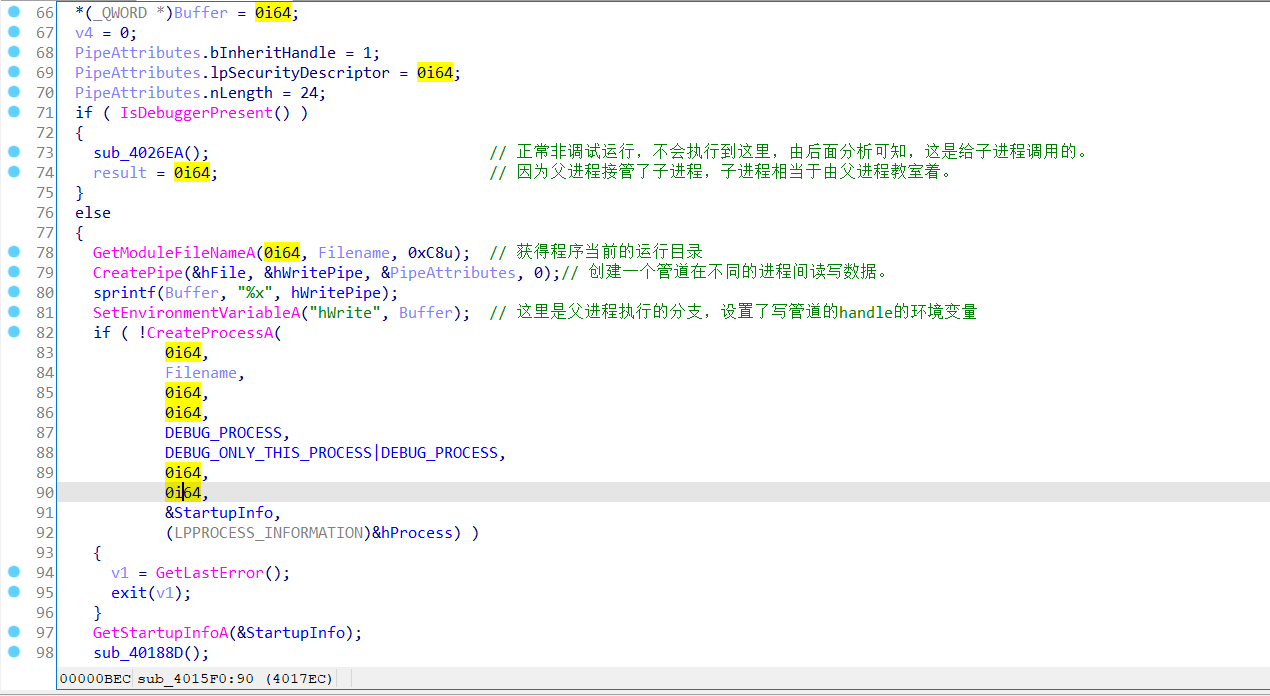 66 *(_QWORD *)Buffer = 0i64;
67 v4 = 0;
68 PipeAttributes.bInheritHandle = 1;
69 PipeAttributes.lpSecurityDescriptor = 0i64;
70 PipeAttributes.nLength = 24;
71 if ( IsDebuggerPresent() )
72 {
73 sub_4026EA(); // 正常非调试运行，不会执行到这里，由后面分析可知，这是给子进程调用的。
74 result = 0i64; // 因为父进程接管了子进程，子进程相当于由父进程教室着。
75 }
76 else
77 {
78 GetModuleFileNameA(0i64, Filename, 0xC8u); // 获得程序当前的运行目录
79 CreatePipe(&hFile, &hWritePipe, &PipeAttributes, 0);// 创建一个管道在不同的进程间读写数据。
80 sprintf(Buffer, "%x", hWritePipe);
81 SetEnvironmentVariableA("hWrite", Buffer); // 这里是父进程执行的分支，设置了写管道的handle的环境变量
82 if ( !CreateProcessA(
83 0i64,
84 Filename,
85 0i64,
86 0i64,
87 DEBUG_PROCESS,
88 DEBUG_ONLY_THIS_PROCESS|DEBUG_PROCESS,
89 0i64,
90 0i64,
91 &StartupInfo,
92 (LPPROCESS_INFORMATION)&hProcess) )
93 {
94 v1 = GetLastError();
95 exit(v1);
96 }
97 GetStartupInfoA(&StartupInfo);
98 sub_40188D();
00000BEC sub_4015F0:90 (4017EC)